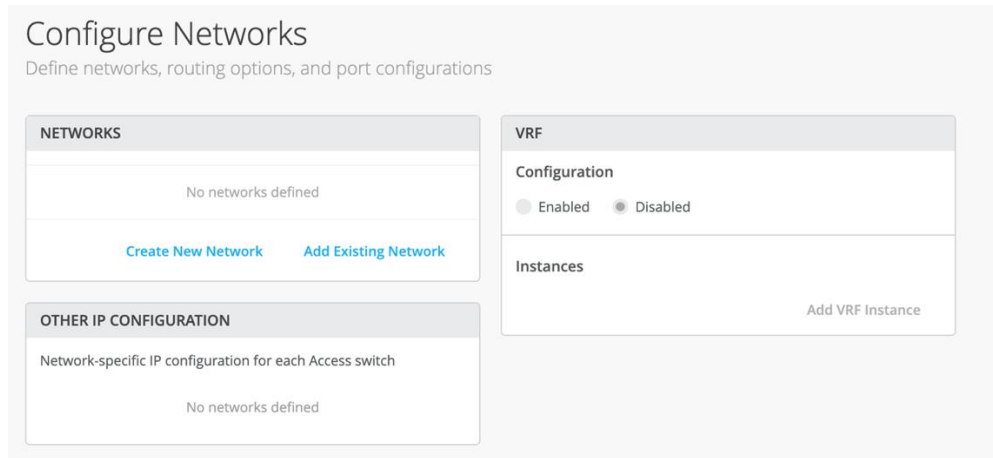 Configure Networks
Define networks, routing options, and port configurations
NETWORKS
No networks defined
Create New Network Add Existing Network
OTHER IP CONFIGURATION
Network-specific IP configuration for each Access switch
No networks defined
VRF
Configuration
Enabled Disabled
Instances
Add VRF Instance